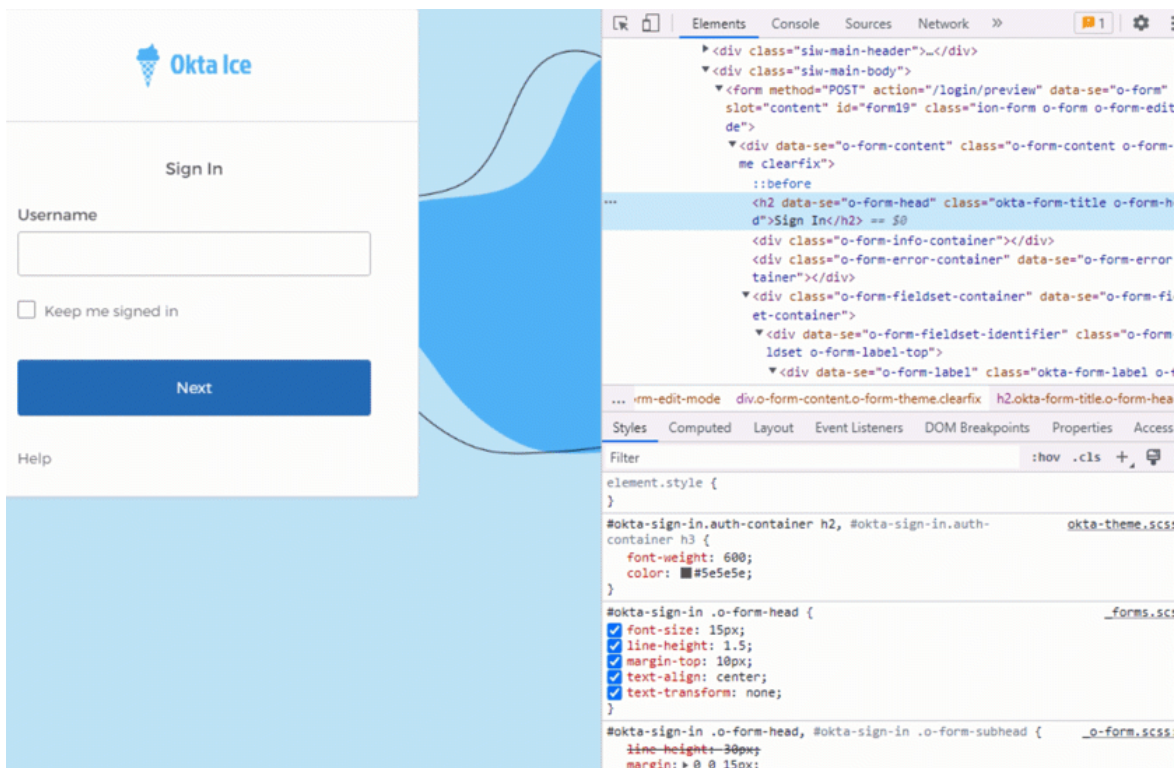 Okta Ice
Sign In
Username
Keep me signed in
Next
Help
Elements Console Sources Network » 1
<div class="siw-main-header">…</div>
<div class="siw-main-body">
<form method="POST" action="/login/preview" data-se="o-form"
slot="content" id="form19" class="ion-form o-form o-form-edit
de">
<div data-se="o-form-content" class="o-form-content o-form-
me clearfix">
::before
... <h2 data-se="o-form-head" class="okta-form-title o-form-h
d">Sign In</h2> == $0
<div class="o-form-info-container"></div>
<div class="o-form-error-container" data-se="o-form-error
tainer"></div>
<div class="o-form-fieldset-container" data-se="o-form-fi
et-container">
<div data-se="o-form-fieldset-identifier" class="o-form-
ldset o-form-label-top">
<div data-se="o-form-label" class="okta-form-label o-f
... rm-edit-mode div.o-form-content.o-form-theme.clearfix h2.okta-form-title.o-form-hea
Styles Computed Layout Event Listeners DOM Breakpoints Properties Access
Filter :hov .cls +
element.style {
}
#okta-sign-in.auth-container h2, #okta-sign-in.auth- okta-theme.scss
container h3 {
font-weight: 600;
color: #5e5e5e;
}
#okta-sign-in .o-form-head { _forms.scs
font-size: 15px;
line-height: 1.5;
margin-top: 10px;
text-align: center;
text-transform: none;
}
#okta-sign-in .o-form-head, #okta-sign-in .o-form-subhead { _o-form.scss
line-height: 30px;
margin: 0 0 15px;